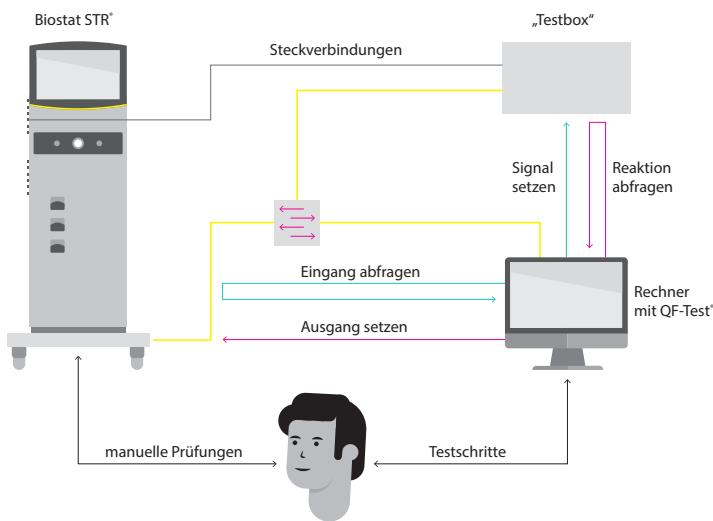 Biostat STR®
„Testbox“
Steckverbindungen
Signal
setzen
Reaktion
abfragen
Eingang abfragen
Rechner
mit QF-Test®
Ausgang setzen
manuelle Prüfungen
Testschritte